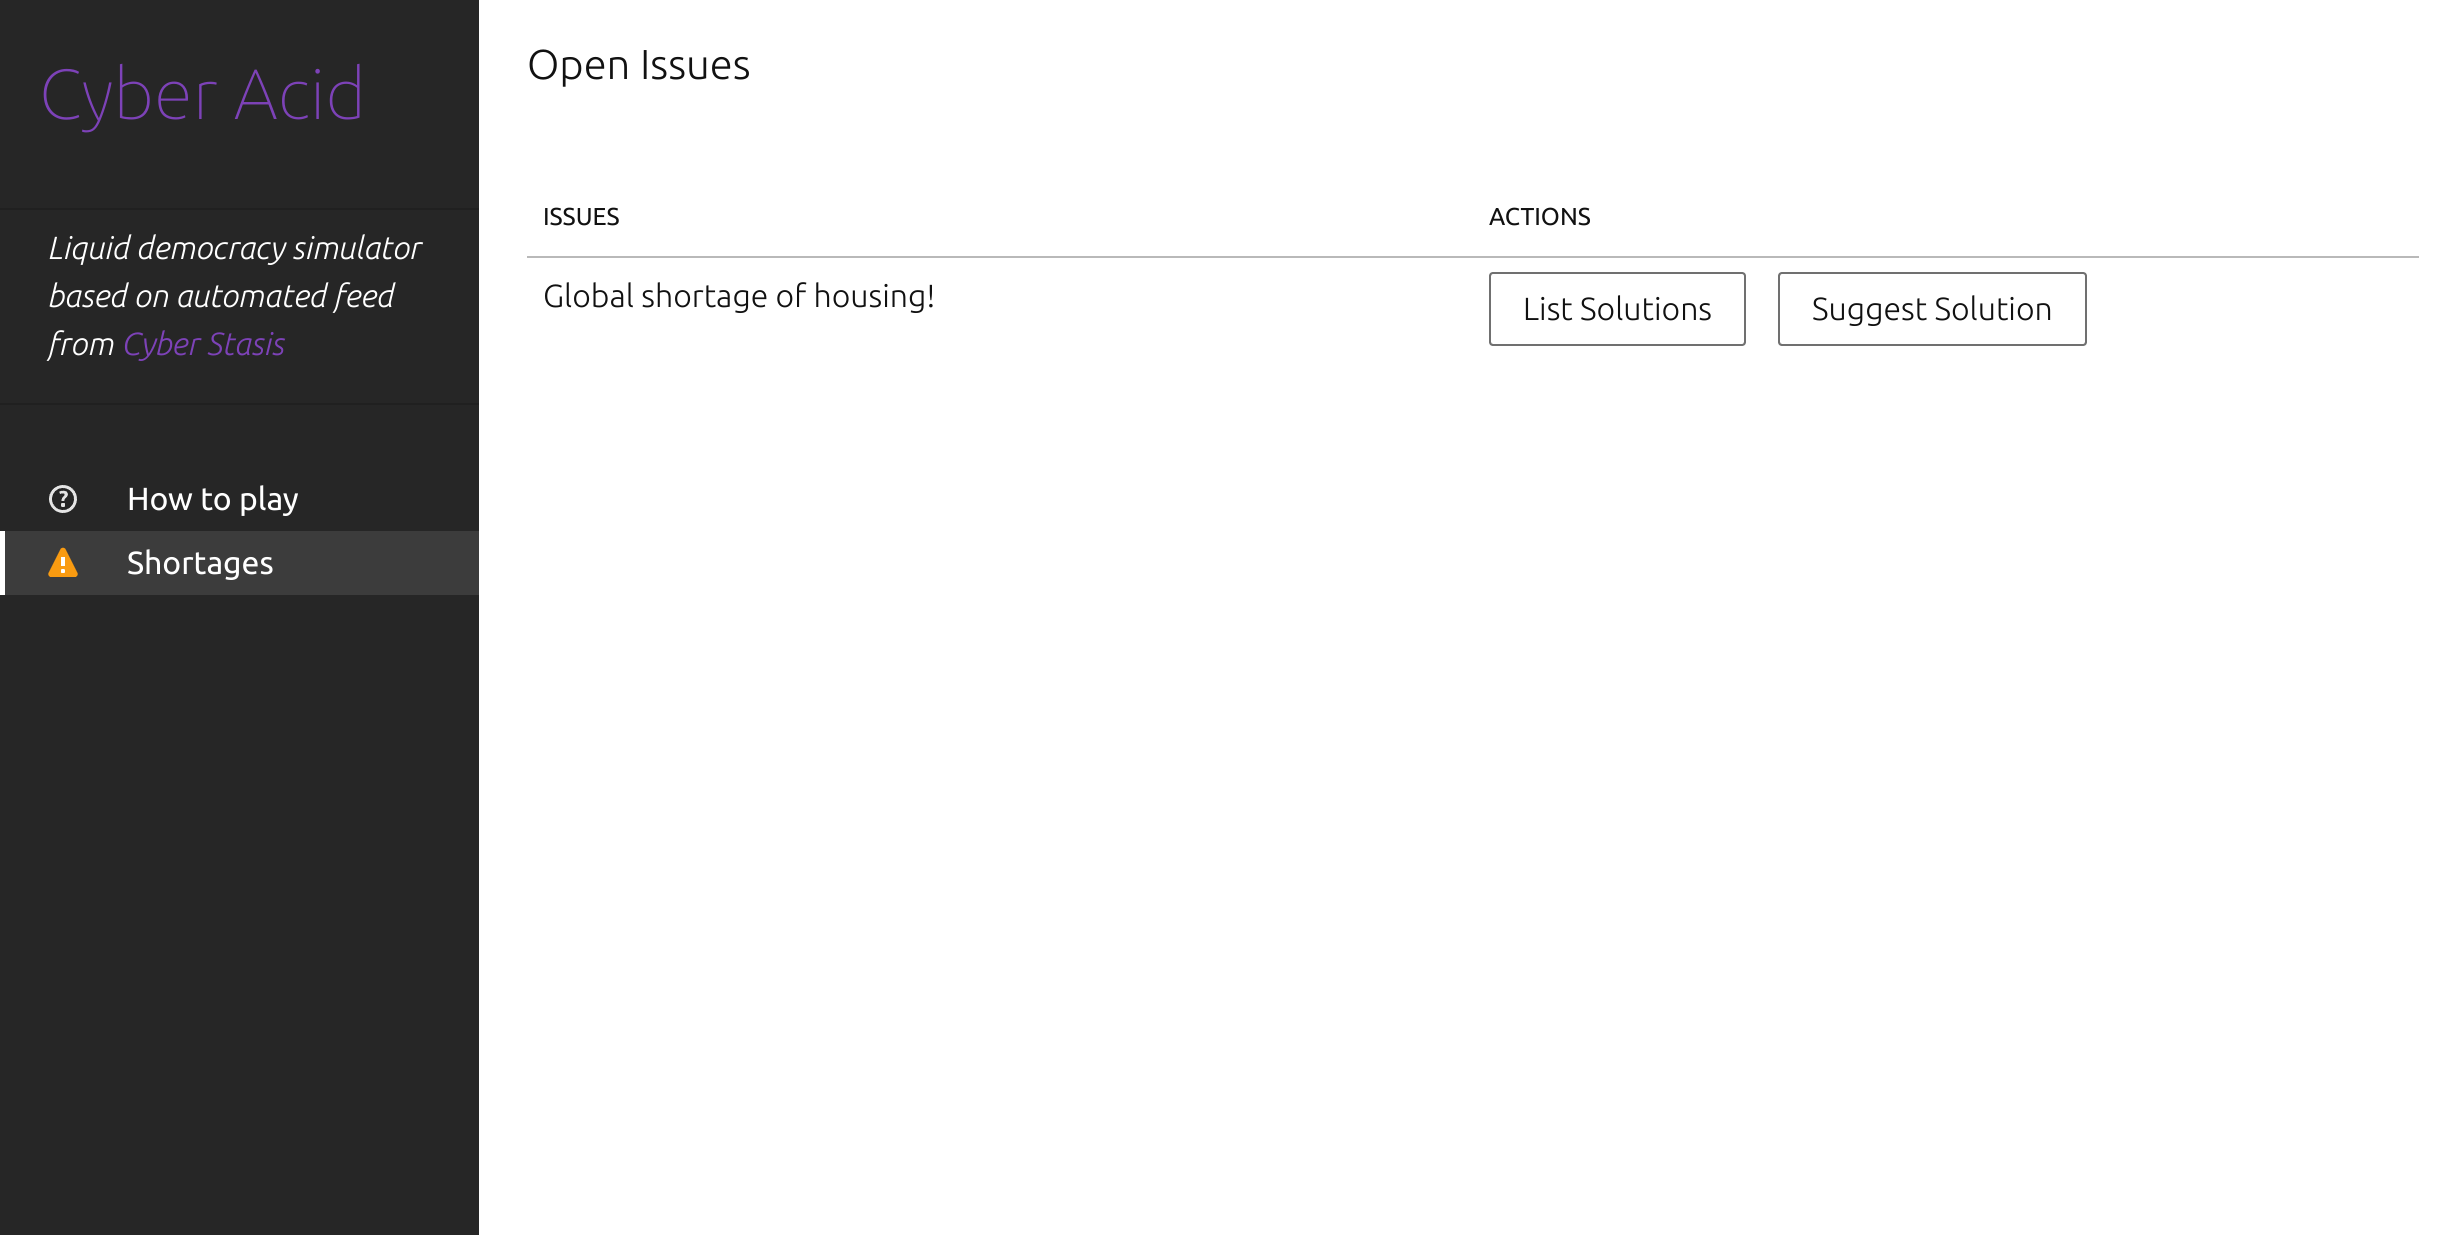 Cyber Acid
Liquid democracy simulator
based on automated feed
from Cyber Stasis
How to play
Shortages
Open Issues
ISSUES ACTIONS
Global shortage of housing! List Solutions Suggest Solution